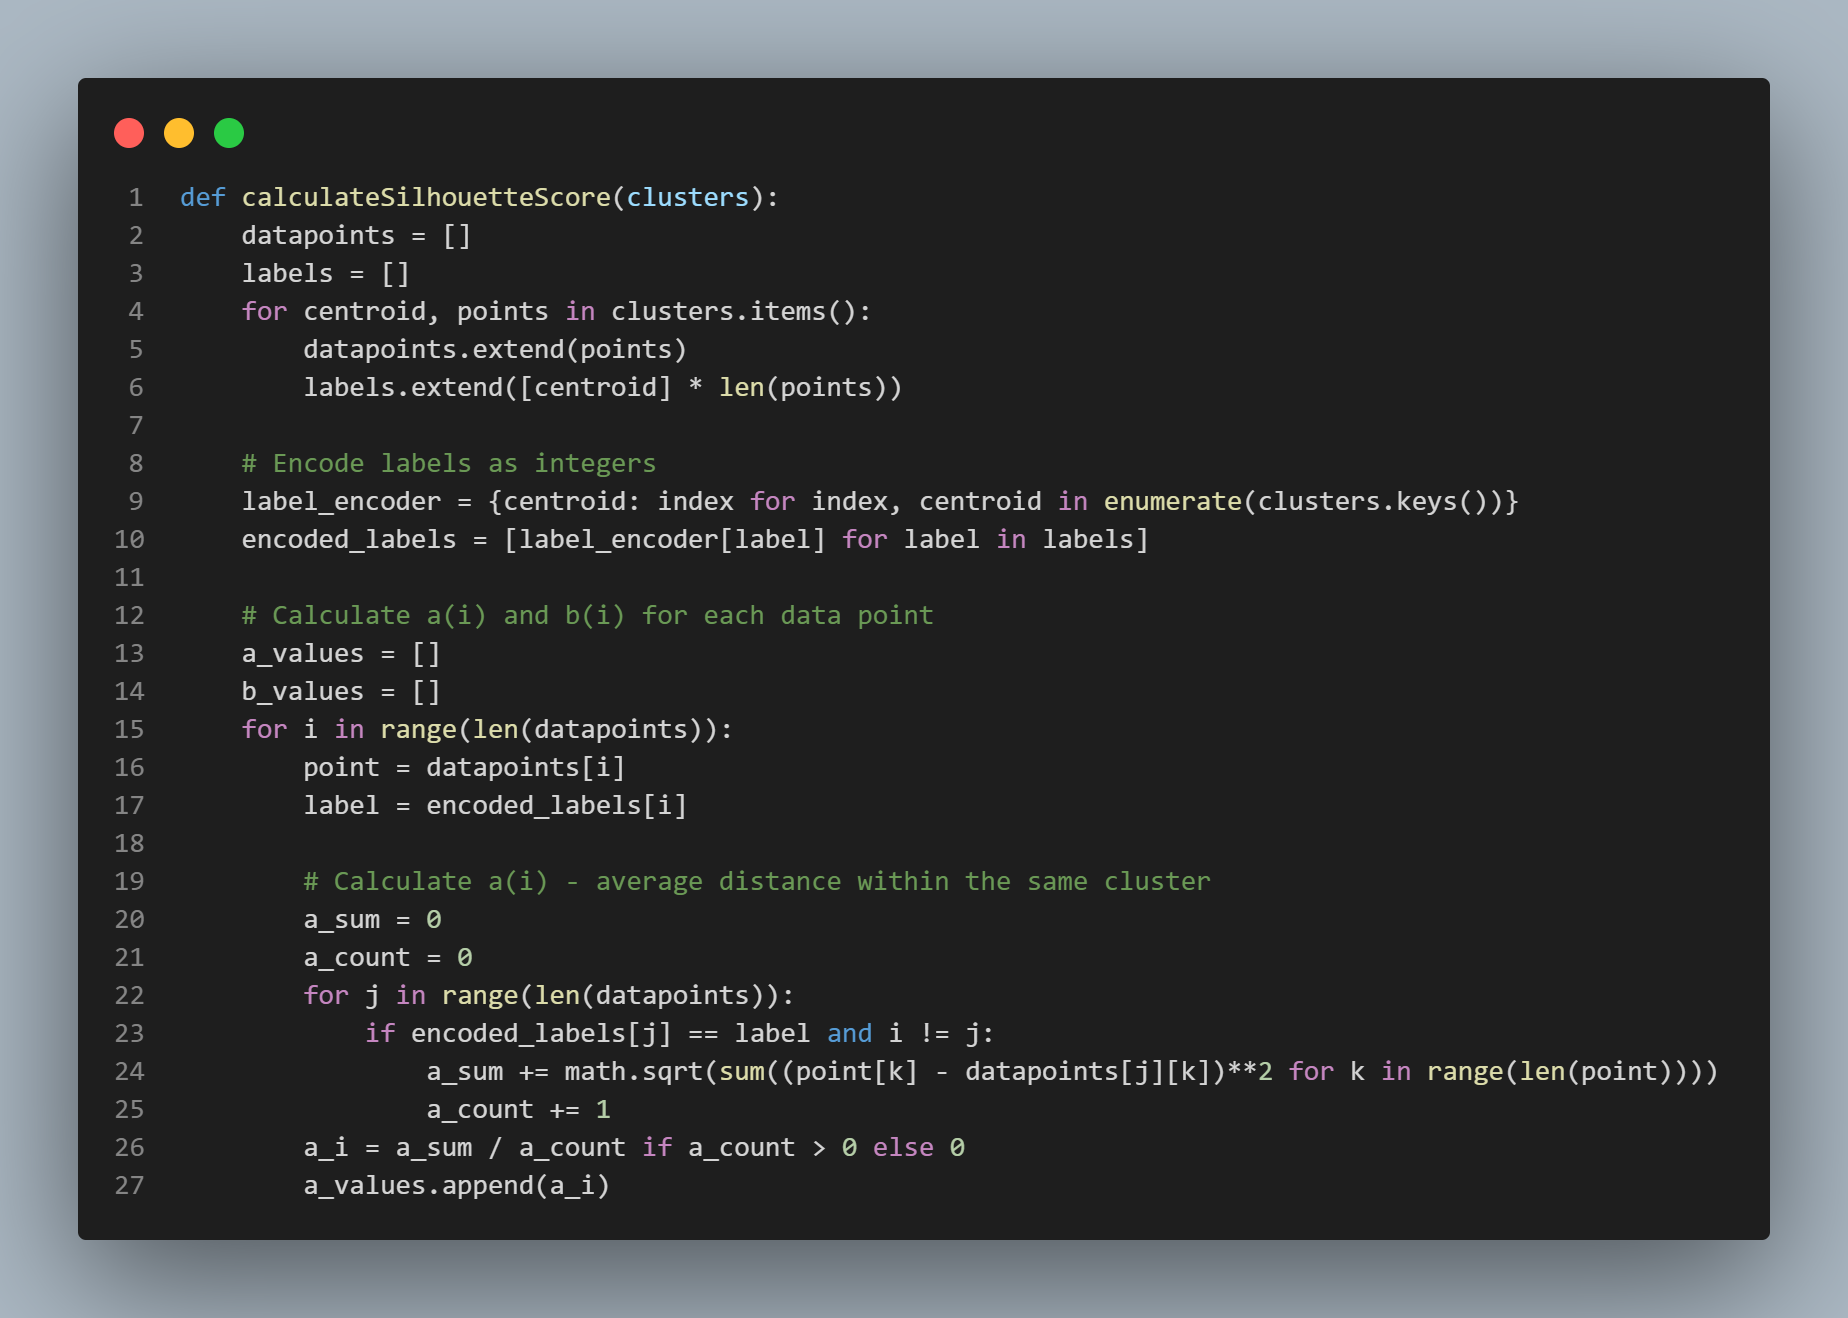 1 def calculateSilhouetteScore(clusters):
2     datapoints = []
3     labels = []
4     for centroid, points in clusters.items():
5         datapoints.extend(points)
6         labels.extend([centroid] * len(points))
7
8     # Encode labels as integers
9     label_encoder = {centroid: index for index, centroid in enumerate(clusters.keys())}
10     encoded_labels = [label_encoder[label] for label in labels]
11
12     # Calculate a(i) and b(i) for each data point
13     a_values = []
14     b_values = []
15     for i in range(len(datapoints)):
16         point = datapoints[i]
17         label = encoded_labels[i]
18
19         # Calculate a(i) - average distance within the same cluster
20         a_sum = 0
21         a_count = 0
22         for j in range(len(datapoints)):
23             if encoded_labels[j] == label and i != j:
24                 a_sum += math.sqrt(sum((point[k] - datapoints[j][k])**2 for k in range(len(point))))
25                 a_count += 1
26         a_i = a_sum / a_count if a_count > 0 else 0
27         a_values.append(a_i)